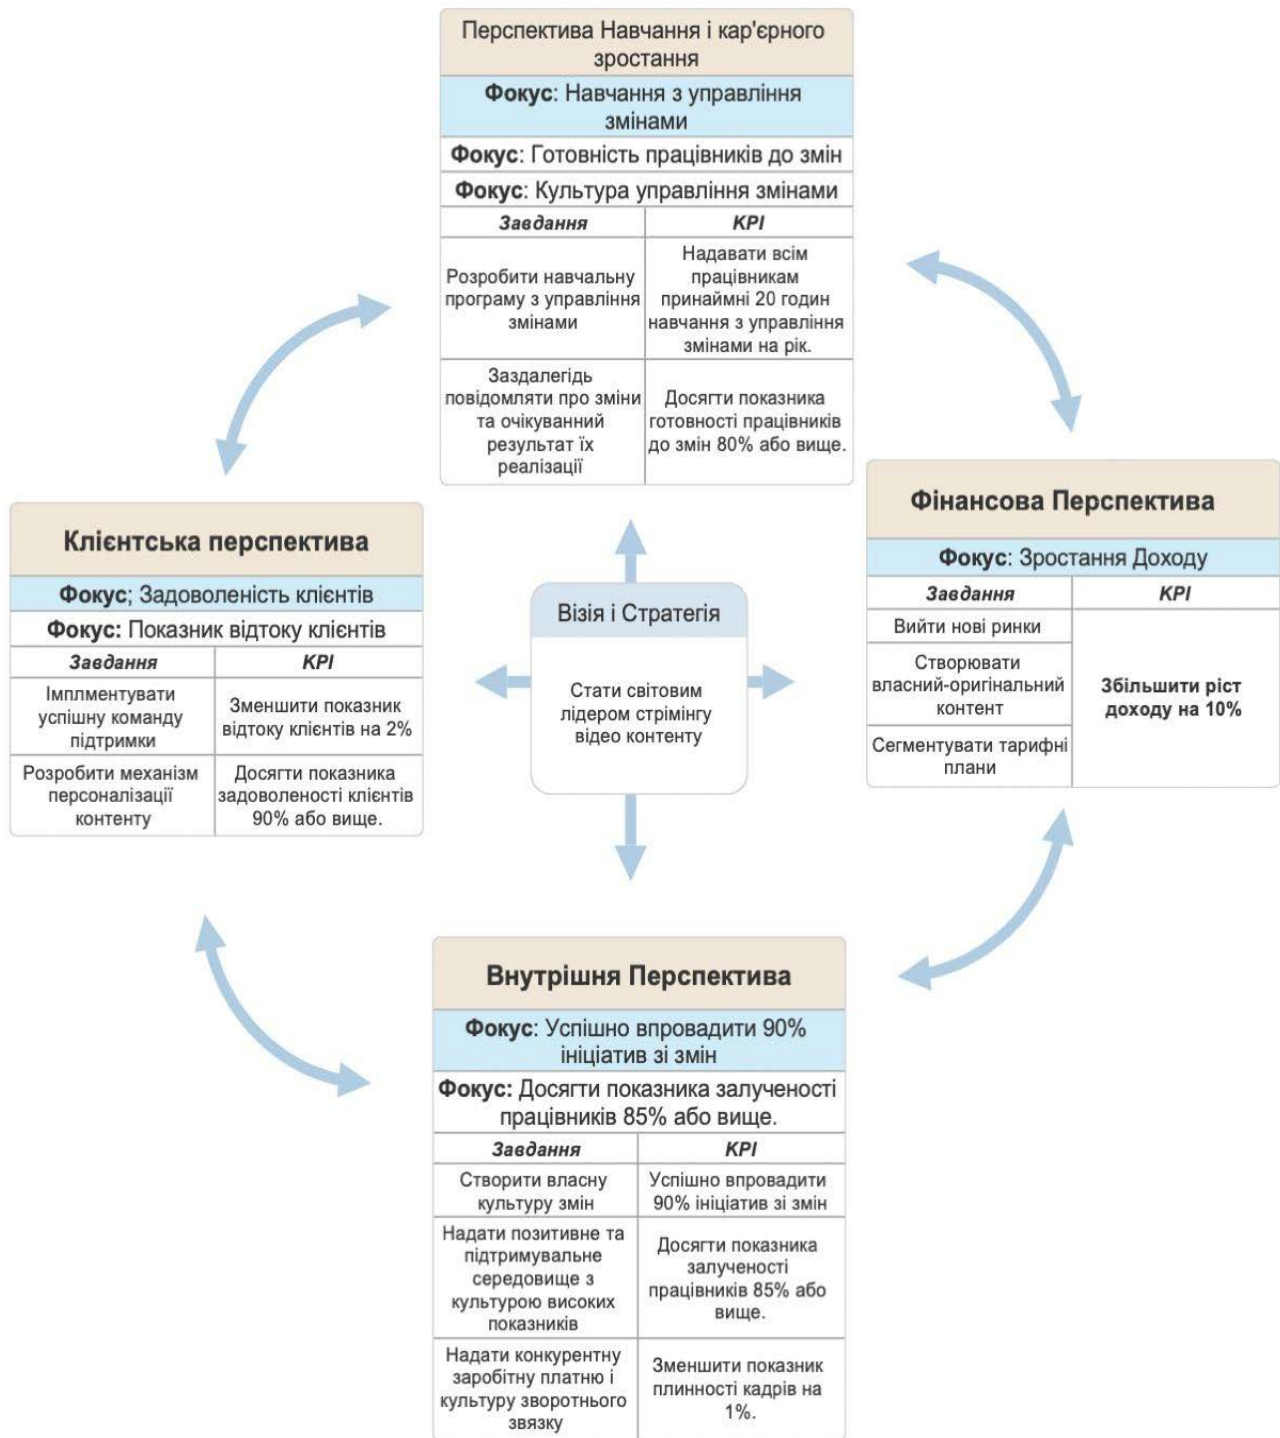 Перспектива Навчання і кар'єрного
зростання
Фокус: Навчання з управління
змінами
Фокус: Готовність працівників до змін
Фокус: Культура управління змінами
Завдання
KPI
Розробити навчальну
програму з управління
змінами
Надавати всім
працівникам
принаймні 20 годин
навчання з управління
змінами на рік.
Заздалегідь
повідомляти про зміни
та очікуванний
результат їх
реалізації
Досягти показника
готовності працівників
до змін 80% або вище.
Клієнтська перспектива
Фокус; Задоволеність клієнтів
Фокус: Показник відтоку клієнтів
Завдання
KPI
Імплментувати
успішну команду
підтримки
Зменшити показник
відтоку клієнтів на 2%
Розробити механізм
персоналізації
контенту
Досягти показника
задоволеності клієнтів
90% або вище.
Візія і Стратегія
Стати світовим
лідером стрімінгу
відео контенту
Фінансова Перспектива
Фокус: Зростання Доходу
Завдання
KPI
Вийти нові ринки
Створювати
власний-оригінальний
контент
Сегментувати тарифні
плани
Збільшити ріст
доходу на 10%
Внутрішня Перспектива
Фокус: Успішно впровадити 90%
ініціатив зі змін
Фокус: Досягти показника залученості
працівників 85% або вище.
Завдання
KPI
Створити власну
культуру змін
Успішно впровадити
90% ініціатив зі змін
Надати позитивне та
підтримувальне
середовище з
культурою високих
показників
Досягти показника
залученості
працівників 85% або
вище.
Надати конкурентну
заробітну платню і
культуру зворотнього
звязку
Зменшити показник
плинності кадрів на
1%.